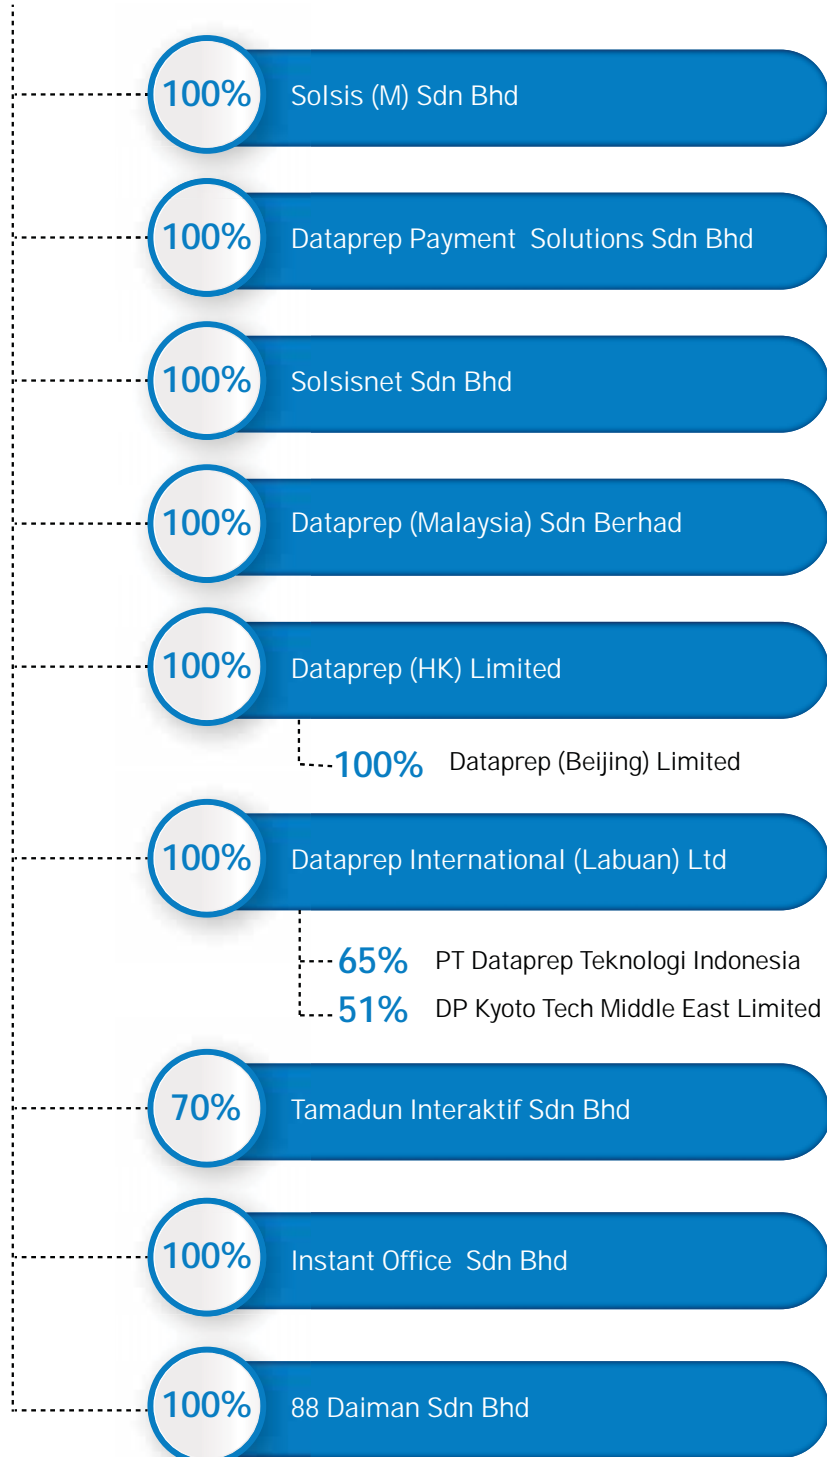 100% Solsis (M) Sdn Bhd
100% Dataprep Payment Solutions Sdn Bhd
100% Solsisnet Sdn Bhd
100% Dataprep (Malaysia) Sdn Berhad
100% Dataprep (HK) Limited
100% Dataprep (Beijing) Limited
100% Dataprep International (Labuan) Ltd
65% PT Dataprep Teknologi Indonesia
51% DP Kyoto Tech Middle East Limited
70% Tamadun Interaktif Sdn Bhd
100% Instant Office Sdn Bhd
100% 88 Daiman Sdn Bhd